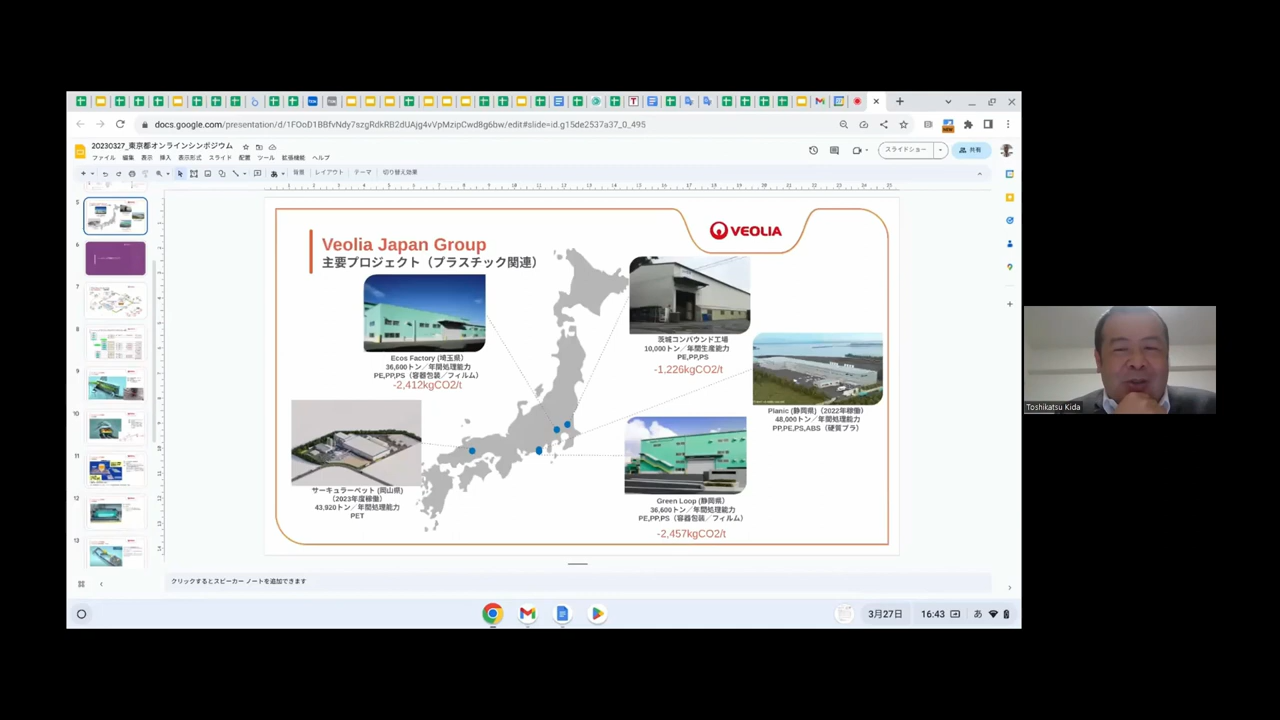 docs.google.com/presentation/d/1FOoD1BBfvNdy7szgRdkRB2dUAjg4vVpMzipCwd8g6bw/edit#slide=id.g15de2537a37_0_495
20230327_東京都オンラインシンポジウム
ファイル 編集 表示 挿入 表示形式 スライド 配置 ツール 拡張機能 ヘルプ
スライドショー
共有
背景 レイアウト テーマ 切り替え効果
VEOLIA
Veolia Japan Group
主要プロジェクト（プラスチック関連）
Ecos Factory (埼玉県)
36,600トン／年間処理能力
PE,PP,PS（容器包装／フィルム）
-2,412kgCO2/t
茨城コンパウンド工場
10,000トン／年間生産能力
PE,PP,PS
-1,226kgCO2/t
Planic (静岡県)（2022年稼働）
48,000トン／年間処理能力
PP,PE,PS,ABS（硬質プラ）
サーキュラーペット (岡山県)
（2023年度稼働）
43,920トン／年間処理能力
PET
Green Loop (静岡県）
36,600トン／年間処理能力
PE,PP,PS（容器包装／フィルム）
-2,457kgCO2/t
クリックするとスピーカー ノートを追加できます
5
6
7
8
9
10
11
12
13
3月27日
16:43
あ
Toshikatsu Kida